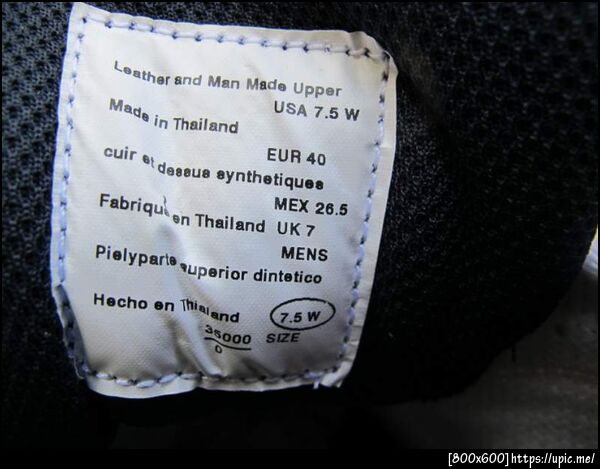 Leather and Man Made Upper
USA 7.5 W
Made in Thailand
EUR 40
cuir et dessus synthetiques
MEX 26.5
Fabriqu en Thailand UK 7
MENS
Pielyparte superior dintetico
Hecho en Thialand 7.5 W
35000 SIZE
0
[800x600]https://upic.me/